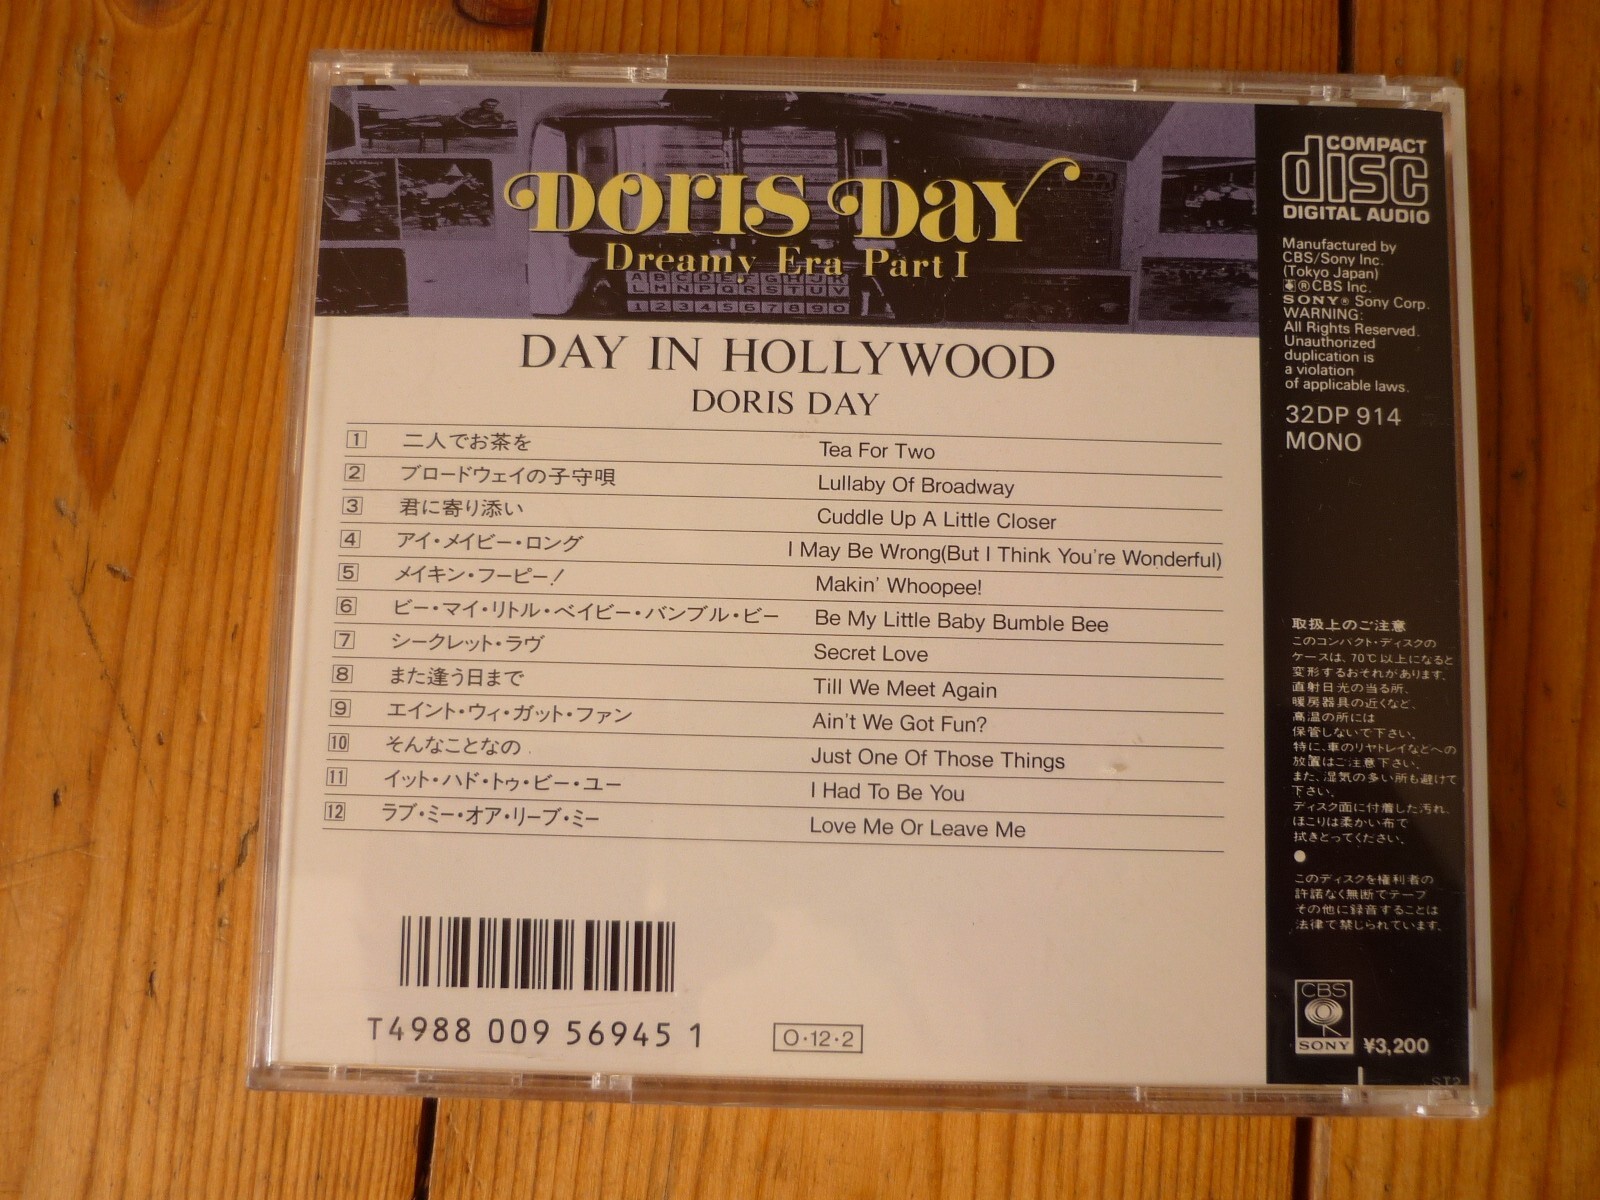 DORIS DAY
Dreamy Era Part I
A B C D E F G H J K
L M N P Q R S T U V
1 2 3 4 5 6 7 8 9 0
DAY IN HOLLYWOOD
DORIS DAY
1 二人でお茶を Tea For Two
2 ブロードウェイの子守唄 Lullaby Of Broadway
3 君に寄り添い Cuddle Up A Little Closer
4 アイ・メイビー・ロング I May Be Wrong(But I Think You're Wonderful)
5 メイキン・フーピー! Makin' Whoopee!
6 ビー・マイ・リトル・ベイビー・バンブル・ビー Be My Little Baby Bumble Bee
7 シークレット・ラヴ Secret Love
8 また逢う日まで Till We Meet Again
9 エイント・ウィ・ガット・ファン Ain't We Got Fun?
10 そんなことなの Just One Of Those Things
11 イット・ハド・トゥ・ビー・ユー I Had To Be You
12 ラブ・ミー・オア・リーブ・ミー Love Me Or Leave Me
T4988 009 56945 1
O·12·2
COMPACT
disc
DIGITAL AUDIO
Manufactured by
CBS/Sony Inc.
(Tokyo Japan)
®CBS Inc.
SONY® Sony Corp.
WARNING:
All Rights Reserved.
Unauthorized
duplication is
a violation
of applicable laws.
32DP 914
MONO
取扱上のご注意
このコンパクト・ディスクの
ケースは、70℃以上になると
変形するおそれがあります。
直射日光の当る所、
暖房器具の近くなど、
高温の所には
保管しないで下さい。
特に、車のリヤトレイなどへの
放置はご注意下さい。
また、湿気の多い所も避けて
下さい。
ディスク面に付着した汚れ、
ほこりは柔かい布で
拭きとってください。
このディスクを権利者の
許諾なく無断でテープ
その他に録音することは
法律で禁じられています。
CBS
SONY ¥3,200